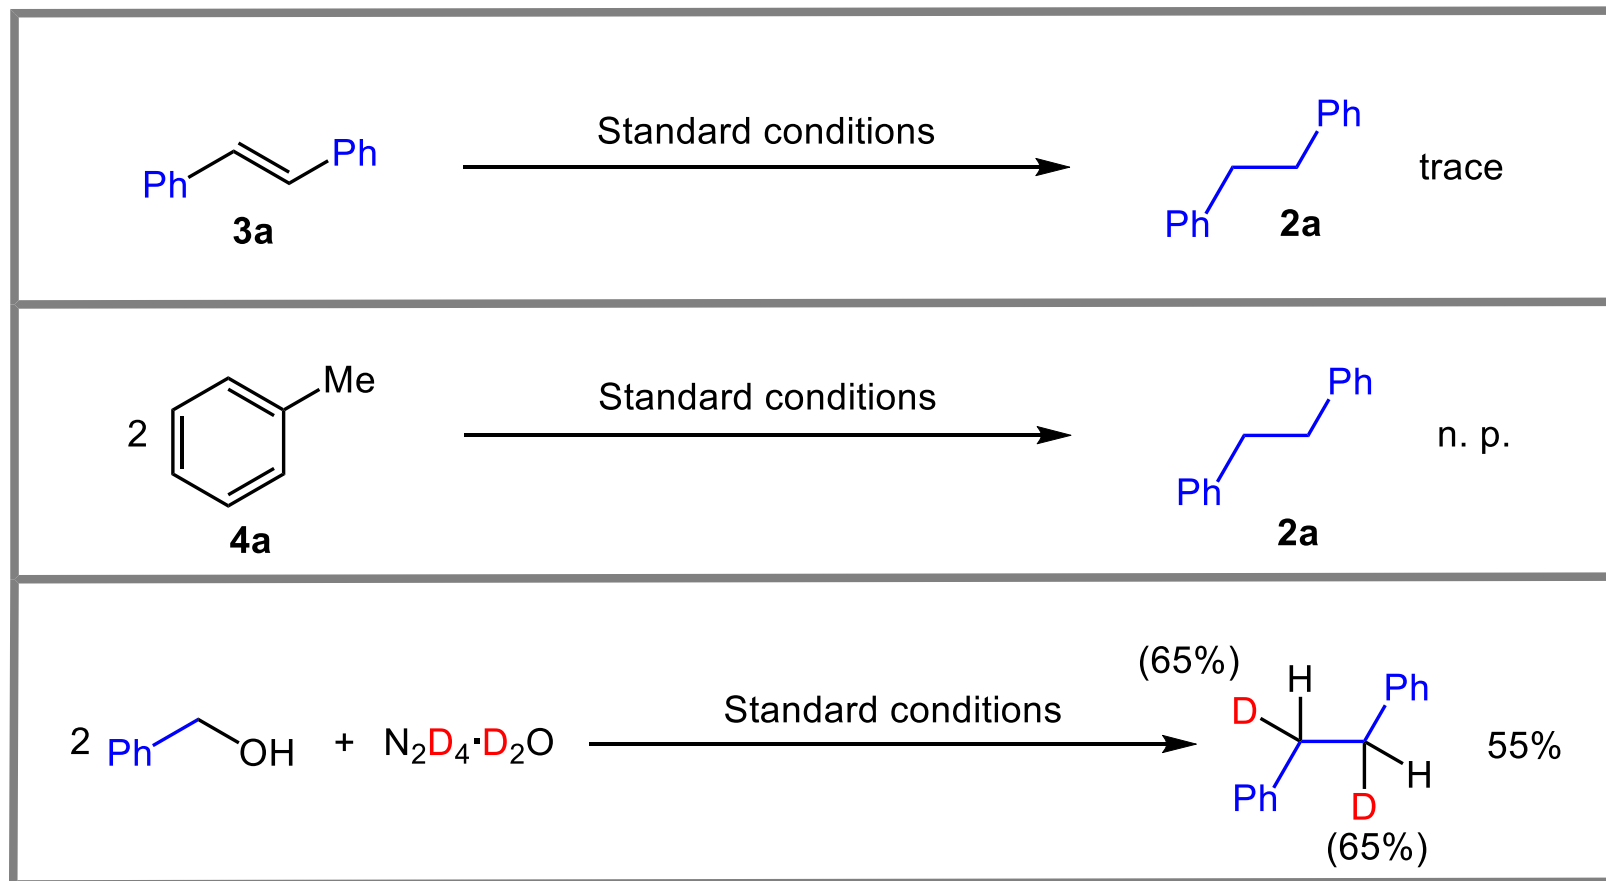 Ph
Ph
3a
Standard conditions
Ph
Ph
2a
trace
2
Me
4a
Standard conditions
Ph
Ph
2a
n. p.
2 Ph OH + N₂D₄·D₂O
Standard conditions
(65%)
H
Ph
D
H
Ph
D
(65%)
55%